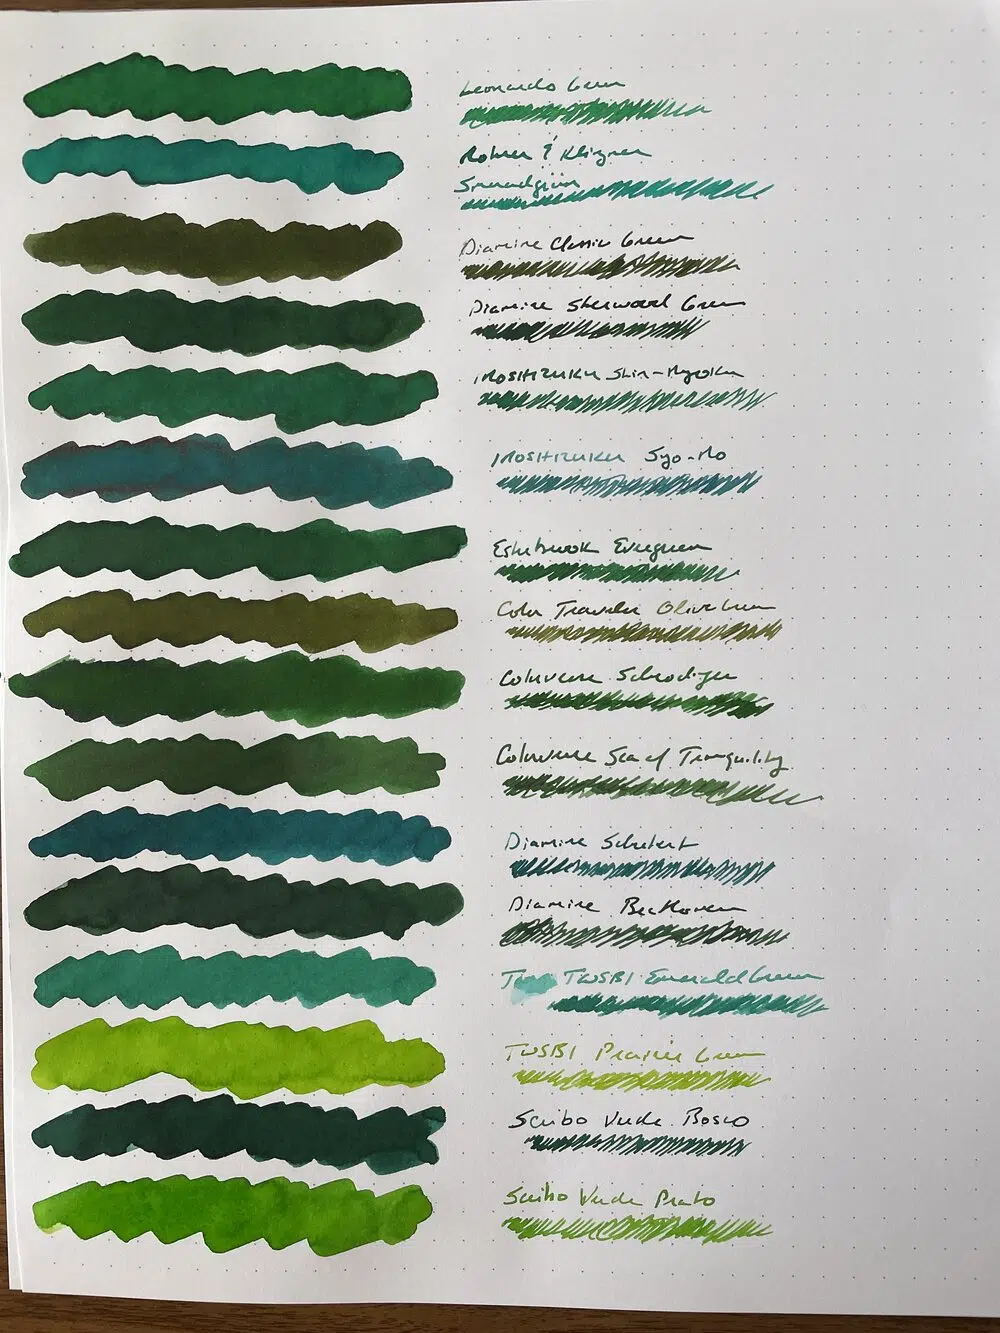 Leonardo Green
Rohrer & Klingner
Smaragdgrün
Diamine Classic Green
Diamine Sherwood Green
IROSHIZUKU Shin-Ryoku
IROSHIZUKU Syo-Ro
Esterbrook Evergreen
Color Traveler Olive Green
Colorverse Schrodinger
Colorverse Sea of Tranquility
Diamine Schubert
Diamine Beethoven
TWSBI Emerald Green
TWSBI Prairie Green
Scribo Verde Bosco
Scribo Verde Prato